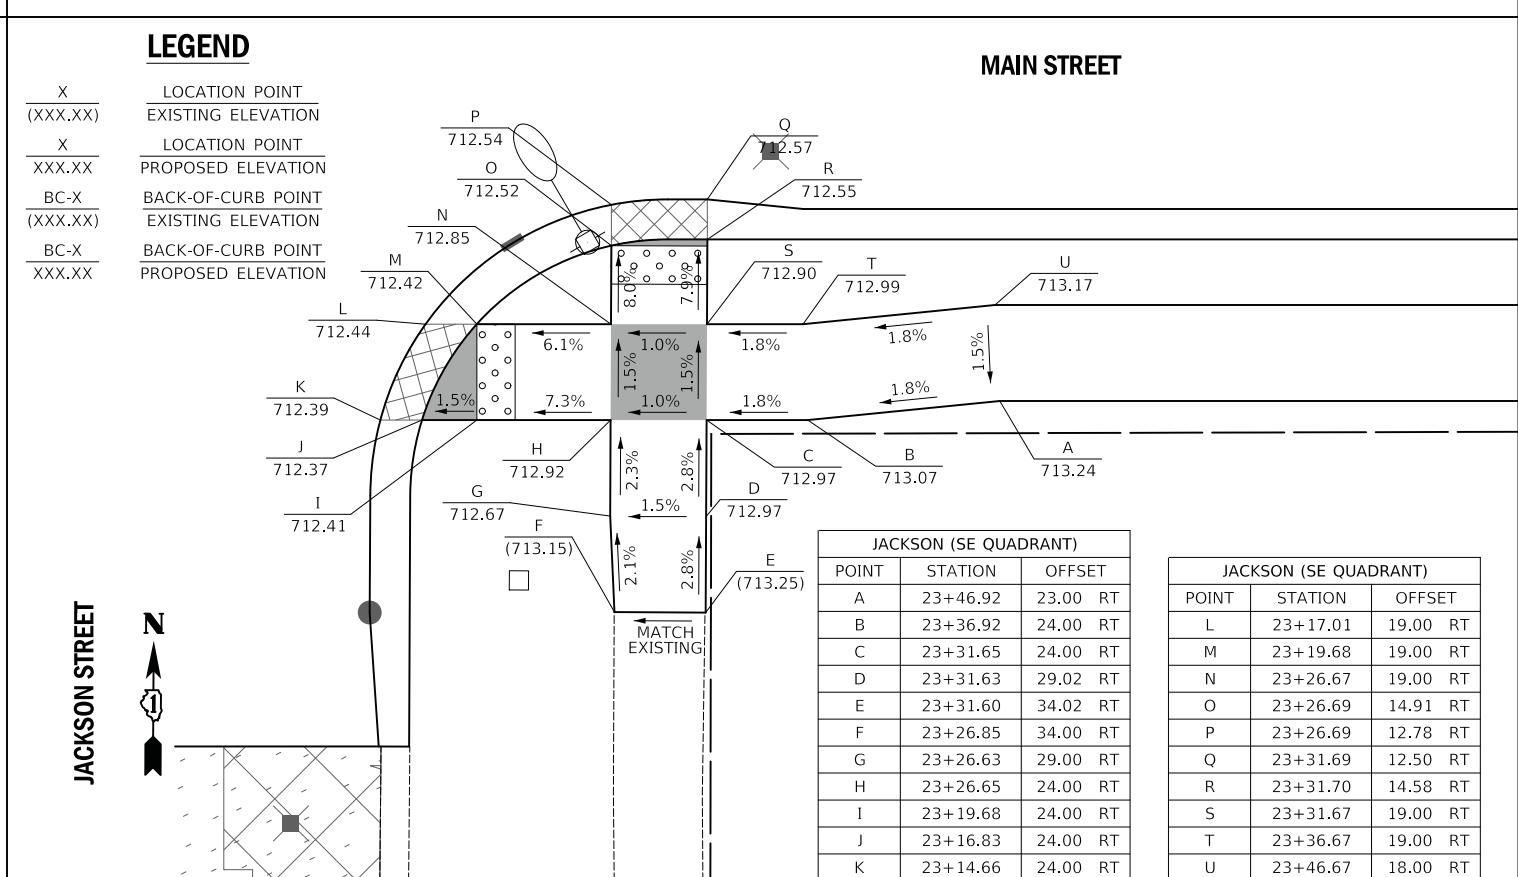 LEGEND
X LOCATION POINT
(XXX.XX) EXISTING ELEVATION
X LOCATION POINT
XXX.XX PROPOSED ELEVATION
BC-X BACK-OF-CURB POINT
(XXX.XX) EXISTING ELEVATION
BC-X BACK-OF-CURB POINT
XXX.XX PROPOSED ELEVATION
MAIN STREET
P
712.54
Q
712.57
O
712.52
R
712.55
N
712.85
S
712.90
M
712.42
T
712.99
U
713.17
L
712.44
K
712.39
J
712.37
I
712.41
H
712.92
G
712.67
F
(713.15)
E
(713.25)
D
712.97
C
712.97
B
713.07
A
713.24
8.0%
7.9%
6.1%
1.0%
1.8%
1.8%
1.5%
1.5%
1.5%
1.8%
1.5%
7.3%
1.0%
1.8%
2.3%
2.8%
1.5%
2.1%
2.8%
MATCH
EXISTING
JACKSON STREET
N
1
JACKSON (SE QUADRANT)
POINT STATION OFFSET
A 23+46.92 23.00 RT
B 23+36.92 24.00 RT
C 23+31.65 24.00 RT
D 23+31.63 29.02 RT
E 23+31.60 34.02 RT
F 23+26.85 34.00 RT
G 23+26.63 29.00 RT
H 23+26.65 24.00 RT
I 23+19.68 24.00 RT
J 23+16.83 24.00 RT
K 23+14.66 24.00 RT
JACKSON (SE QUADRANT)
POINT STATION OFFSET
L 23+17.01 19.00 RT
M 23+19.68 19.00 RT
N 23+26.67 19.00 RT
O 23+26.69 14.91 RT
P 23+26.69 12.78 RT
Q 23+31.69 12.50 RT
R 23+31.70 14.58 RT
S 23+31.67 19.00 RT
T 23+36.67 19.00 RT
U 23+46.67 18.00 RT